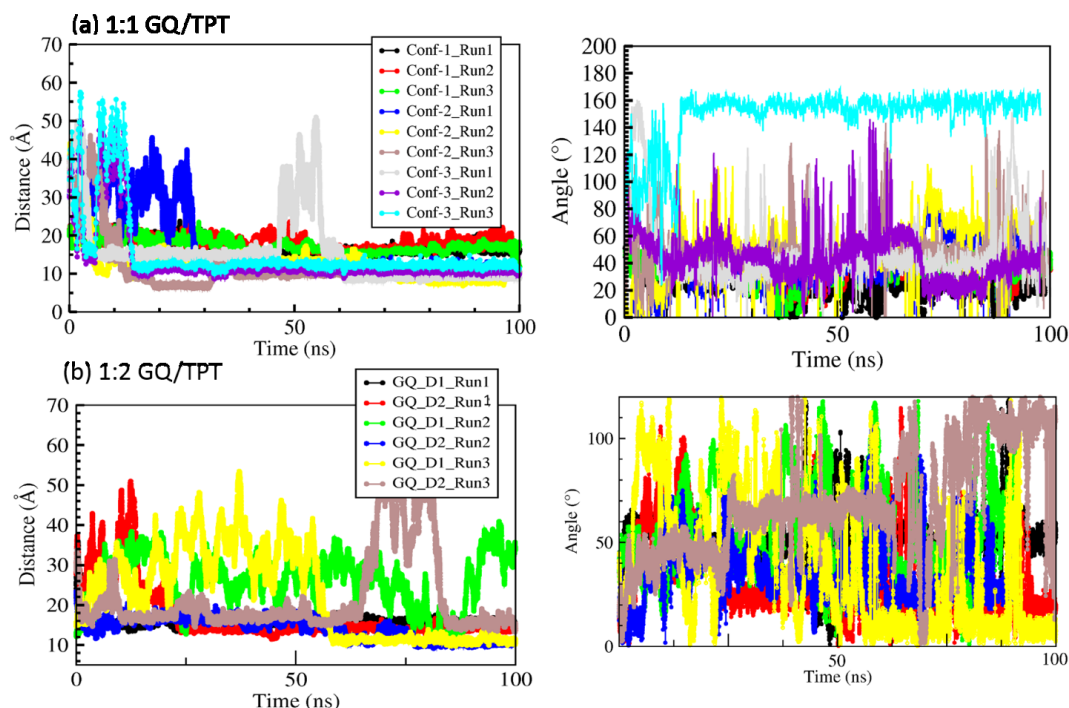 (a) 1:1 GQ/TPT
Distance (Å)
70
60
50
40
30
20
10
0
0
50
100
Time (ns)
Conf-1_Run1
Conf-1_Run2
Conf-1_Run3
Conf-2_Run1
Conf-2_Run2
Conf-2_Run3
Conf-3_Run1
Conf-3_Run2
Conf-3_Run3
Angle (°)
200
180
160
140
120
100
80
60
40
20
0
0
50
100
Time (ns)
(b) 1:2 GQ/TPT
Distance (Å)
70
60
50
40
30
20
10
0
50
100
Time (ns)
GQ_D1_Run1
GQ_D2_Run1
GQ_D1_Run2
GQ_D2_Run2
GQ_D1_Run3
GQ_D2_Run3
Angle (°)
100
50
0
50
100
Time (ns)